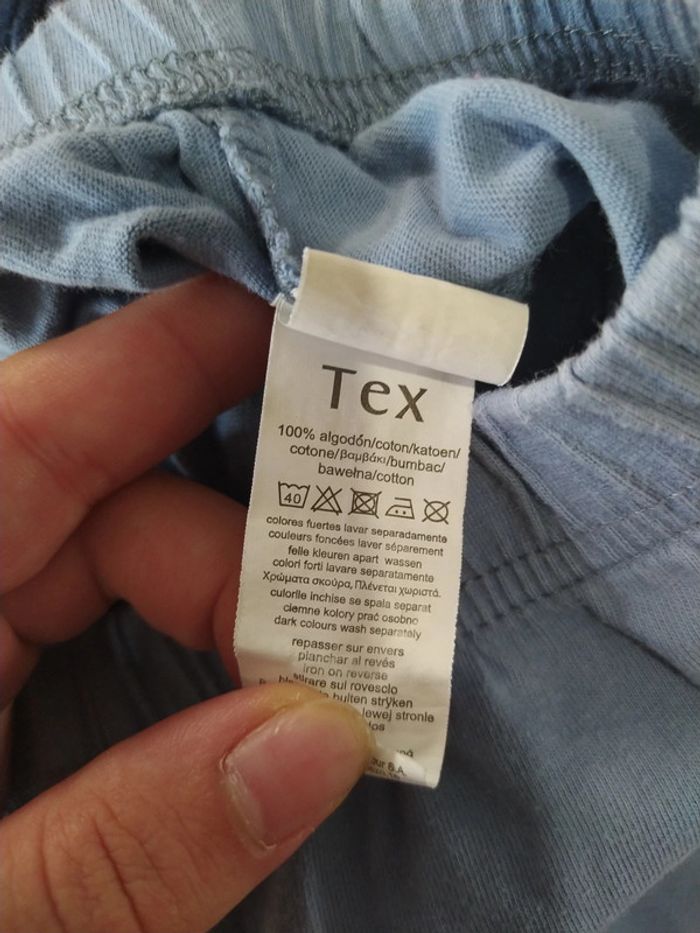 Tex
100% algodón/coton/katoen/
cotone/βαμβάκι/bumbac/
bawełna/cotton
40
colores fuertes lavar separadamente
couleurs foncées laver séparément
felle kleuren apart wassen
colori forti lavare separatamente
Χρώματα σκούρα, Πλένεται χωριστά.
culorile inchise se spala separat
ciemne kolory prać osobno
dark colours wash separately
repasser sur envers
planchar al revés
iron on reverse
stirare sul rovescio
buiten strÿken
lewej stronie